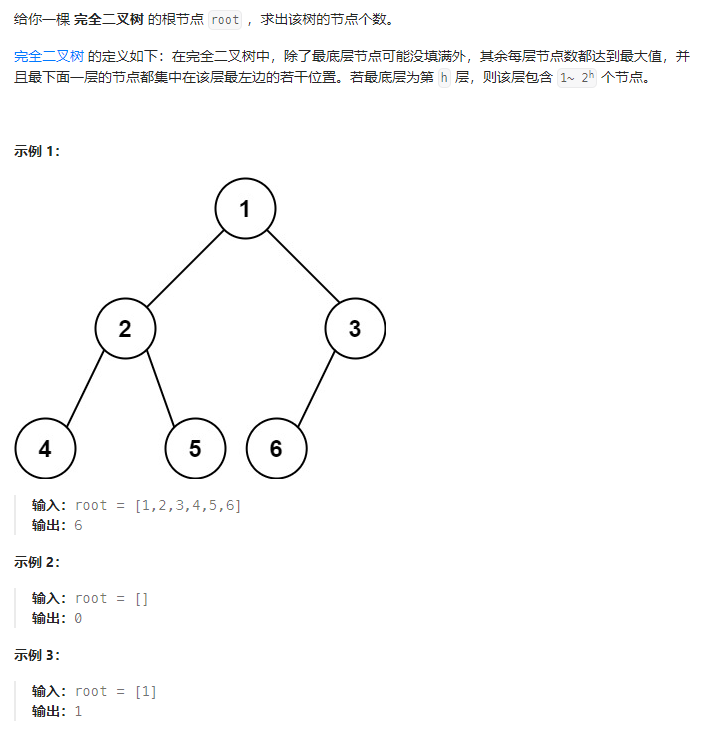 给你一棵 完全二叉树 的根节点 root ，求出该树的节点个数。
完全二叉树 的定义如下：在完全二叉树中，除了最底层节点可能没填满外，其余每层节点数都达到最大值，并
且最下面一层的节点都集中在该层最左边的若干位置。若最底层为第 h 层，则该层包含 1~ 2ʰ 个节点。
示例 1：
1
2
3
4
5
6
输入：root = [1,2,3,4,5,6]
输出：6
示例 2：
输入：root = []
输出：0
示例 3：
输入：root = [1]
输出：1